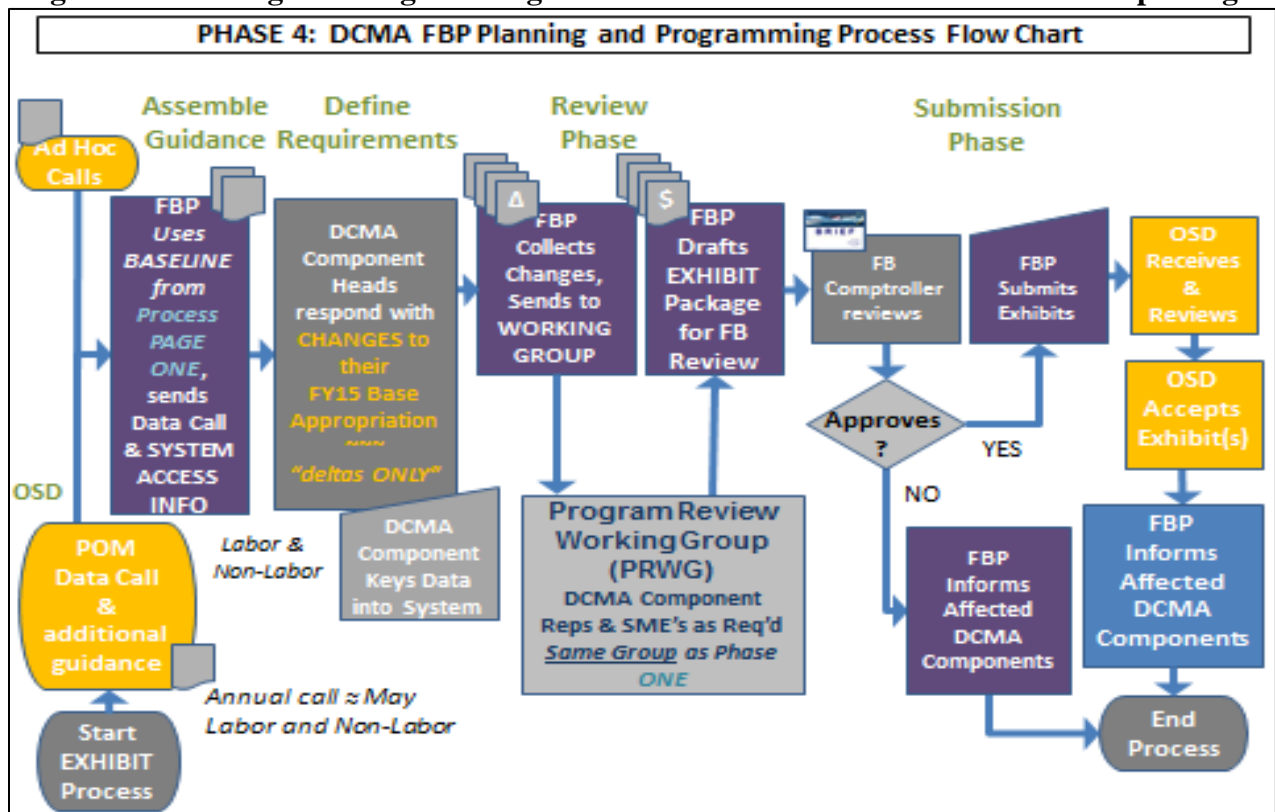 PHASE 4: DCMA FBP Planning and Programming Process Flow Chart
Assemble
Guidance
Define
Requirements
Review
Phase
Submission
Phase
Ad Hoc
Calls
FBP
Uses
BASELINE
from
Process
PAGE
ONE,
sends
Data Call
& SYSTEM
ACCESS
INFO
DCMA
Component
Heads
respond with
CHANGES to
their
FY15 Base
Appropriation
~~~
"deltas ONLY"
Δ
FBP
Collects
Changes,
Sends to
WORKING
GROUP
$
FBP
Drafts
EXHIBIT
Package
for FB
Review
BRIEF
FB
Comptroller
reviews
FBP
Submits
Exhibits
OSD
Receives
&
Reviews
Approves
?
YES
NO
OSD
Accepts
Exhibit(s)
OSD
POM
Data Call
&
additional
guidance
Labor &
Non-Labor
DCMA
Component
Keys Data
into System
Program Review
Working Group
(PRWG)
DCMA Component
Reps & SME's as Req'd
Same Group as Phase
ONE
FBP
Informs
Affected
DCMA
Components
FBP
Informs
Affected
DCMA
Components
Annual call ≈ May
Labor and Non-Labor
Start
EXHIBIT
Process
End
Process